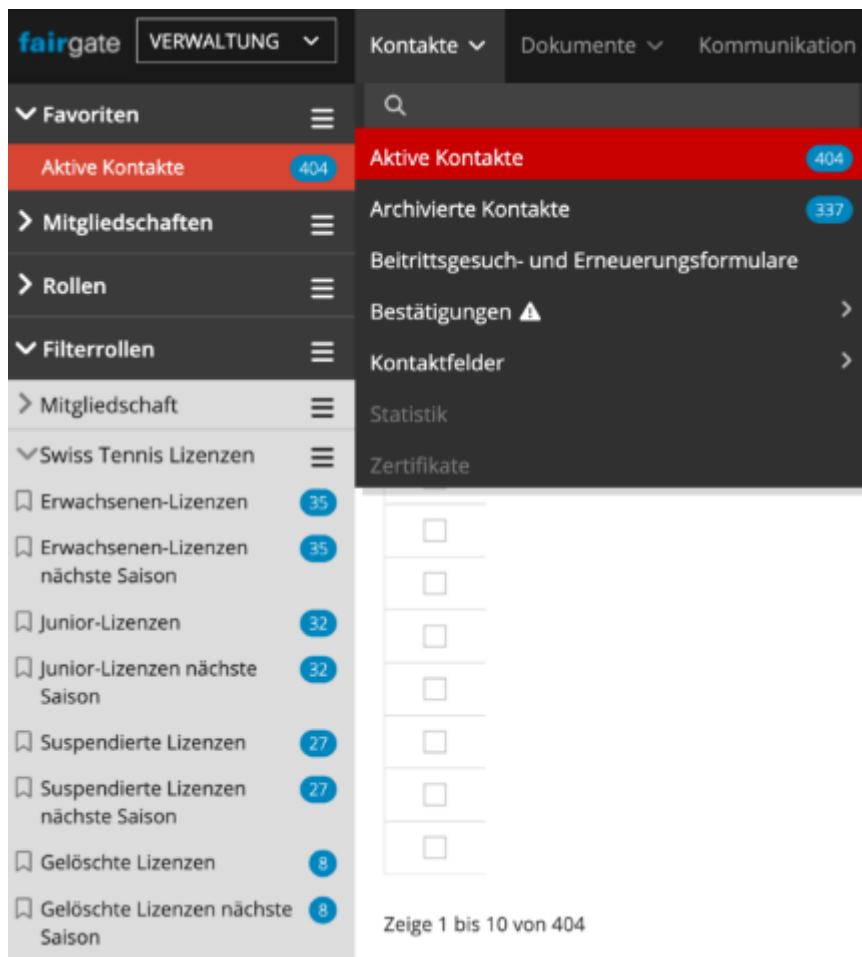 fairgate VERWALTUNG Kontakte Dokumente Kommunikation
Favoriten
Aktive Kontakte 404
Mitgliedschaften
Rollen
Filterrollen
Mitgliedschaft
Swiss Tennis Lizenzen
Erwachsenen-Lizenzen 35
Erwachsenen-Lizenzen 35
nächste Saison
Junior-Lizenzen 32
Junior-Lizenzen nächste 32
Saison
Suspendierte Lizenzen 27
Suspendierte Lizenzen 27
nächste Saison
Gelöschte Lizenzen 8
Gelöschte Lizenzen nächste 8
Saison
Aktive Kontakte 404
Archivierte Kontakte 337
Beitrittsgesuch- und Erneuerungsformulare
Bestätigungen
Kontaktfelder
Statistik
Zertifikate
Zeige 1 bis 10 von 404